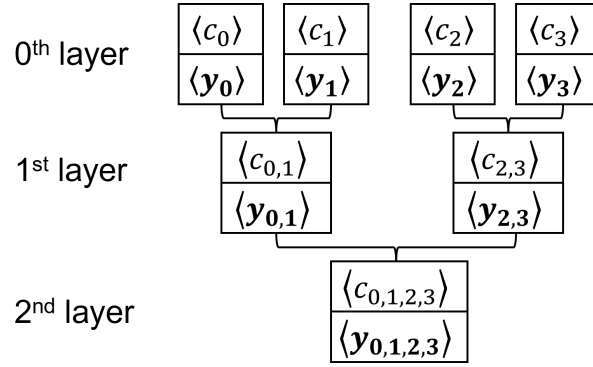 0th layer ⟨c0⟩ ⟨c1⟩ ⟨c2⟩ ⟨c3⟩
⟨y0⟩ ⟨y1⟩ ⟨y2⟩ ⟨y3⟩
1st layer ⟨c0,1⟩ ⟨c2,3⟩
⟨y0,1⟩ ⟨y2,3⟩
2nd layer ⟨c0,1,2,3⟩
⟨y0,1,2,3⟩